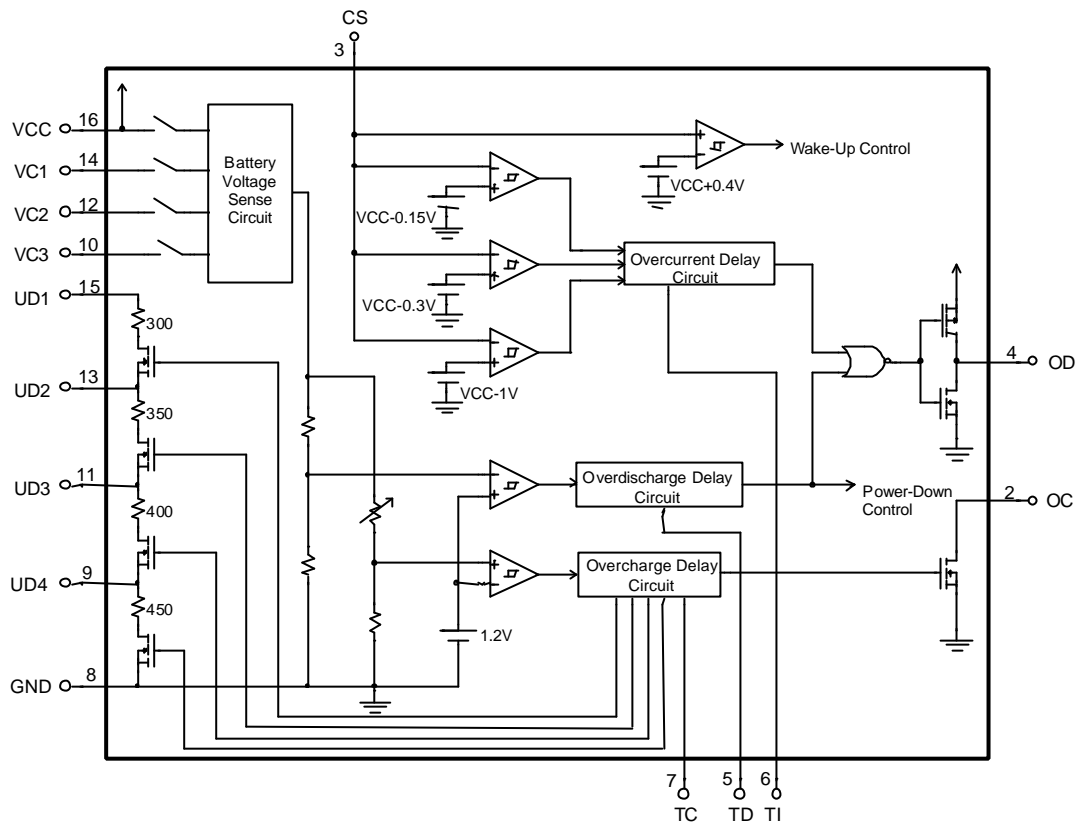 CS
3
VCC 16
Battery
Voltage
Sense
Circuit
Wake-Up Control
VC1 14
VCC+0.4V
VC2 12
VCC-0.15V
VC3 10
Overcurrent Delay
Circuit
UD1 15
VCC-0.3V
300
4 OD
UD2 13
VCC-1V
350
UD3 11
Overdischarge Delay
Circuit
Power-Down
Control
2 OC
400
UD4 9
Overcharge Delay
Circuit
450
1.2V
GND 8
7 5 6
TC TD TI